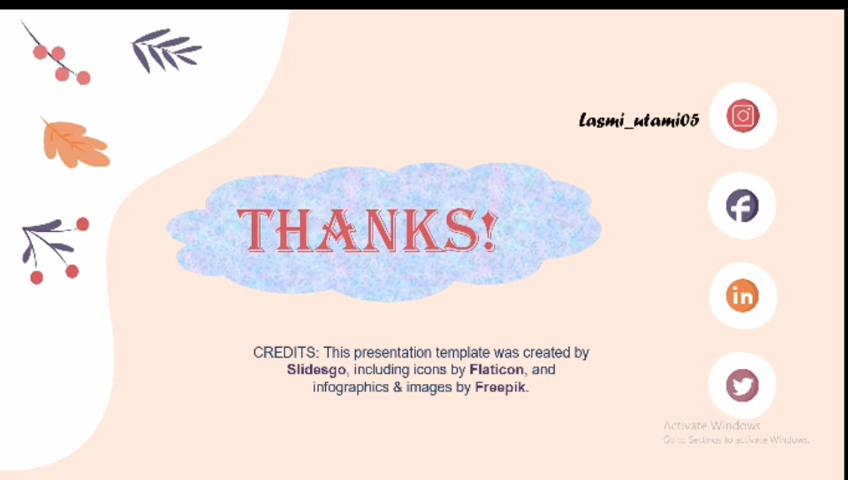 Lasmi_utami05
THANKS!
CREDITS: This presentation template was created by
Slidesgo, including icons by Flaticon, and
infographics & images by Freepik.
Activate Windows
Go to Settings to activate Windows.